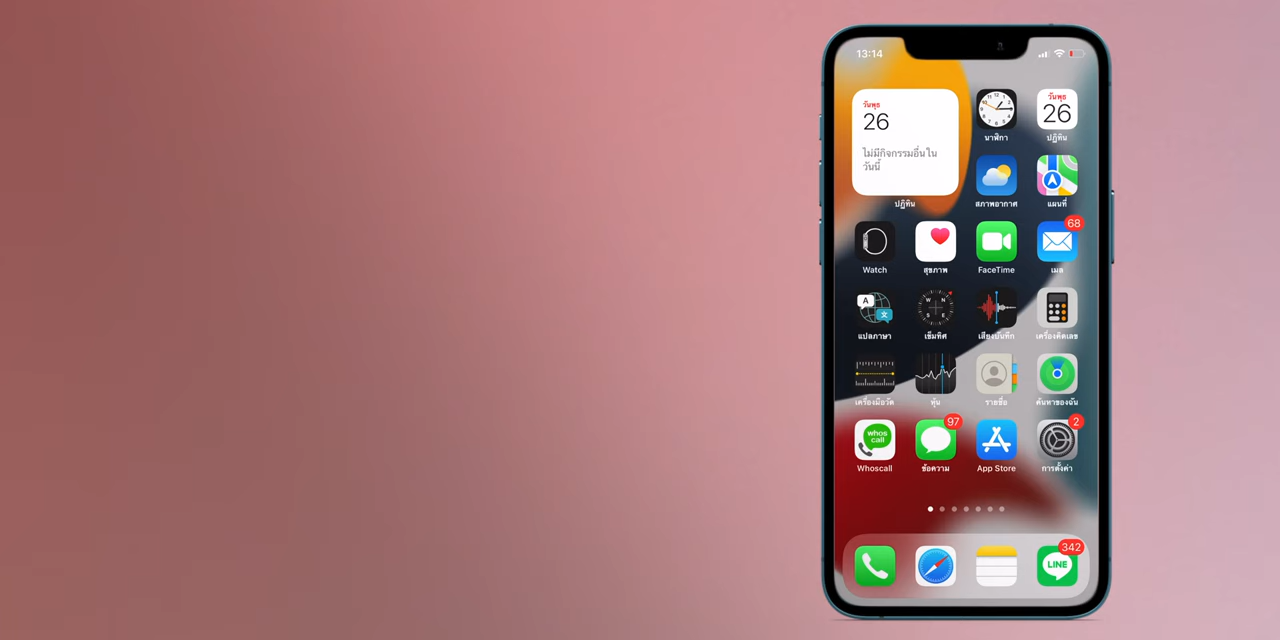 13:14
วันพุธ
26
ไม่มีกิจกรรมอื่นใน
วันนี้
ปฏิทิน
นาฬิกา
วันพุธ
26
ปฏิทิน
สภาพอากาศ
แผนที่
Watch
สุขภาพ
FaceTime
68
เมล
A
文
แปลภาษา
N
W
E
S
เข็มทิศ
เสียงบันทึก
เครื่องคิดเลข
เครื่องมือวัด
หุ้น
รายชื่อ
ค้นหาของฉัน
whos
call
Whoscall
97
ข้อความ
App Store
2
การตั้งค่า
342
LINE